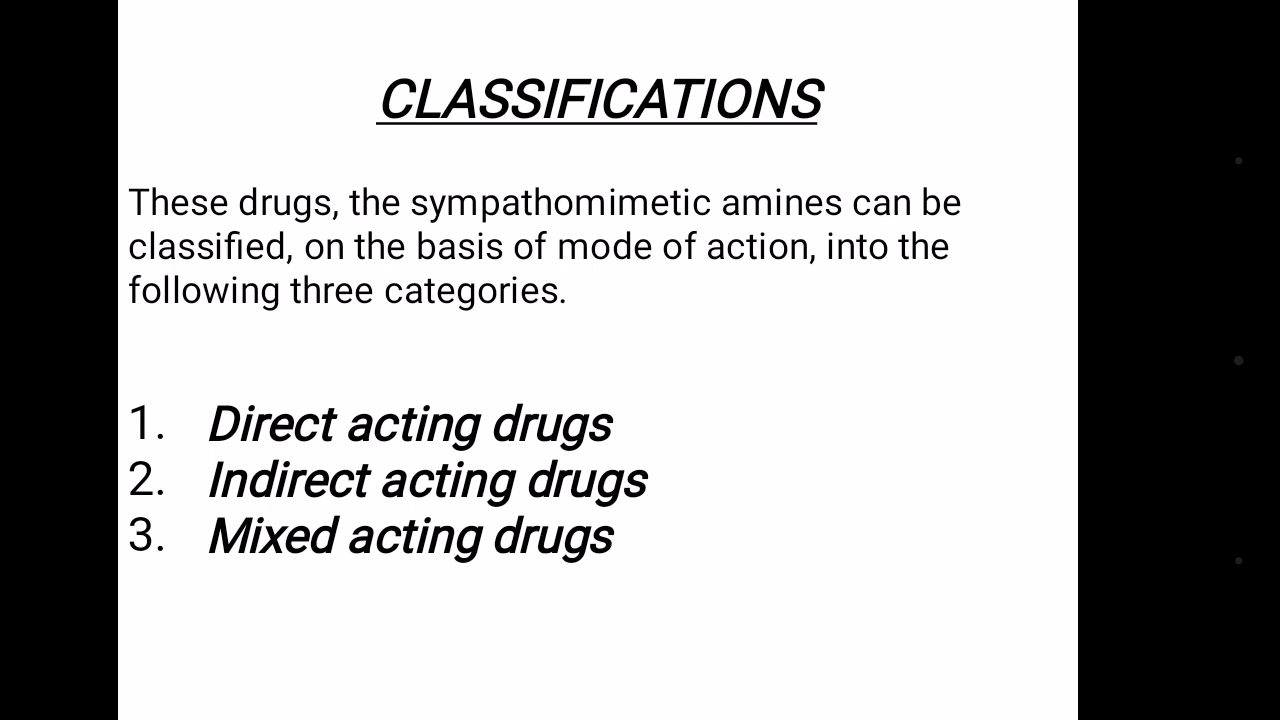 CLASSIFICATIONS
These drugs, the sympathomimetic amines can be
classified, on the basis of mode of action, into the
following three categories.
1. Direct acting drugs
2. Indirect acting drugs
3. Mixed acting drugs